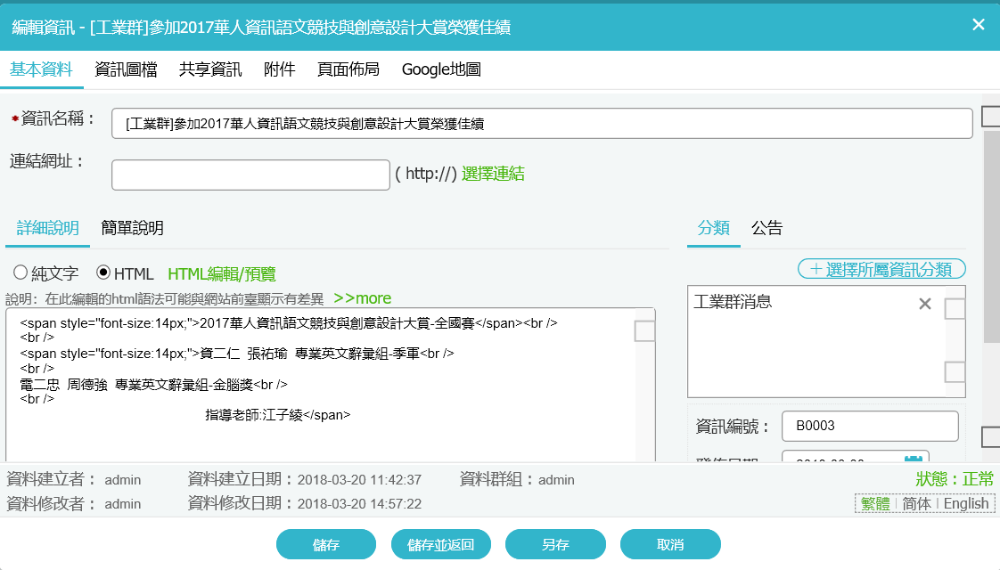 編輯資訊 - [工業群]參加2017華人資訊語文競技與創意設計大賞榮獲佳績
基本資料 資訊圖檔 共享資訊 附件 頁面佈局 Google地圖
*資訊名稱： [工業群]參加2017華人資訊語文競技與創意設計大賞榮獲佳績
連結網址： ( http://) 選擇連結
詳細說明 簡單說明
分類 公告
純文字 HTML HTML編輯/預覽
＋選擇所屬資訊分類
說明：在此編輯的html語法可能與網站前臺顯示有差異 >>more
工業群消息
<span style="font-size:14px;">2017華人資訊語文競技與創意設計大賞-全國賽</span><br />
<br />
<span style="font-size:14px;">資二仁 張祐瑜 專業英文辭彙組-季軍<br />
<br />
電二忠 周德強 專業英文辭彙組-金腦獎<br />
<br />
指導老師:江子綾</span>
資訊編號： B0003
資料建立者： admin 資料建立日期：2018-03-20 11:42:37 資料群組：admin 狀態：正常
資料修改者： admin 資料修改日期：2018-03-20 14:57:22 繁體 | 简体 | English
儲存 儲存並返回 另存 取消